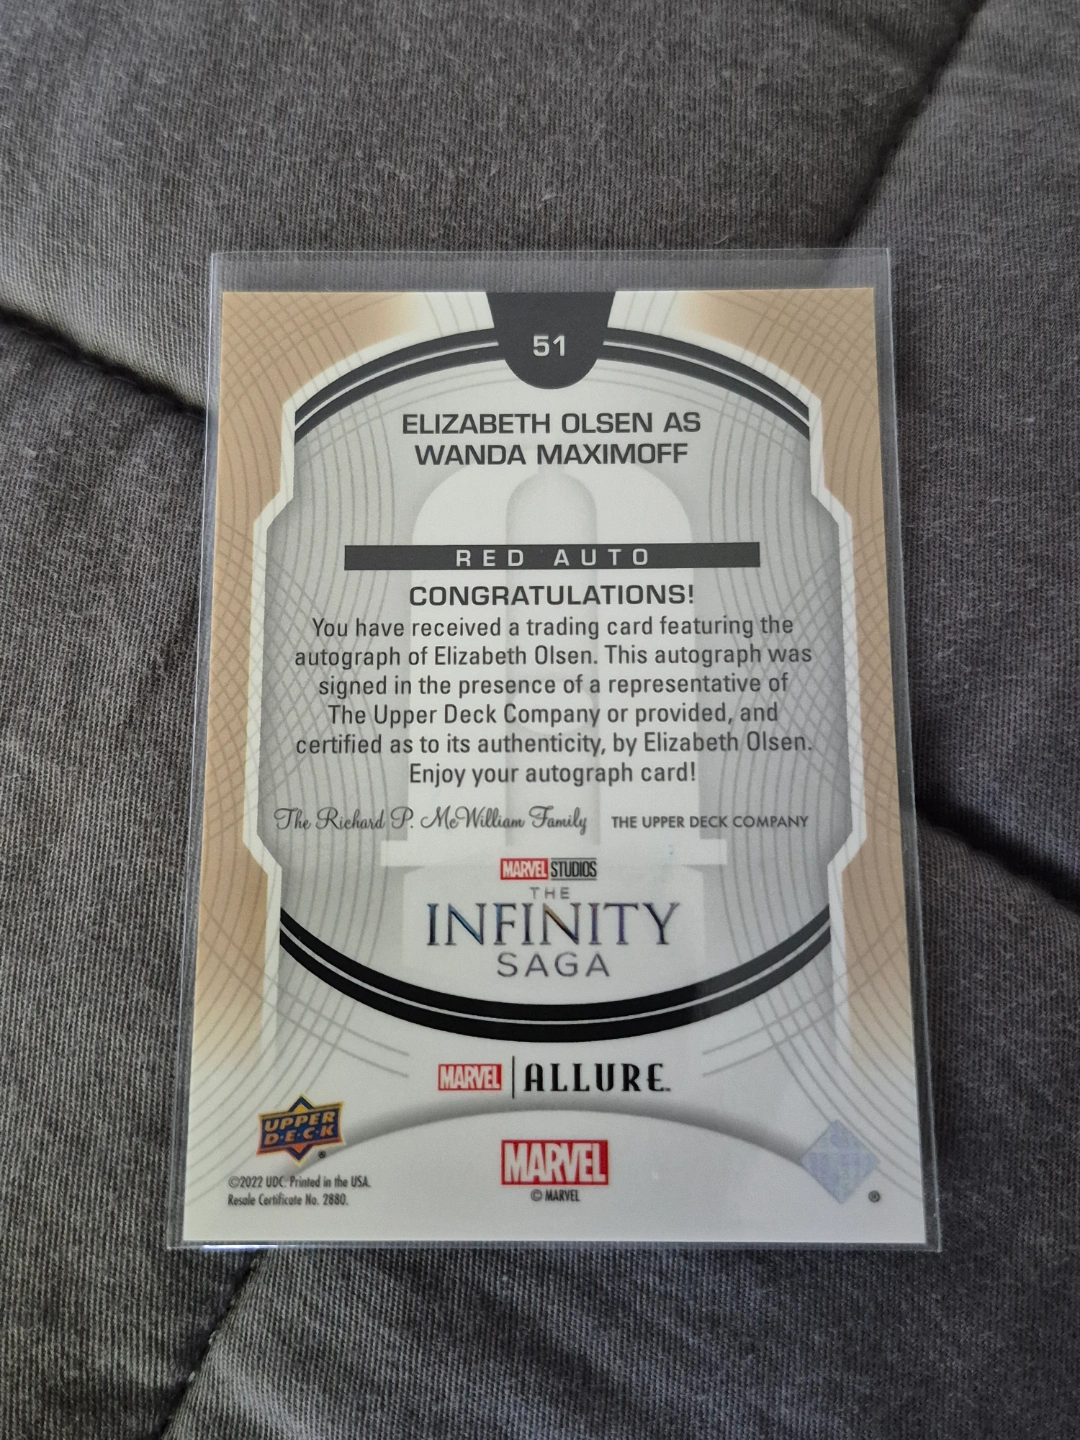 51
ELIZABETH OLSEN AS
WANDA MAXIMOFF
RED AUTO
CONGRATULATIONS!
You have received a trading card featuring the
autograph of Elizabeth Olsen. This autograph was
signed in the presence of a representative of
The Upper Deck Company or provided, and
certified as to its authenticity, by Elizabeth Olsen.
Enjoy your autograph card!
The Richard P. McWilliam Family THE UPPER DECK COMPANY
MARVEL STUDIOS
THE
INFINITY
SAGA
MARVEL | ALLURE™
UPPER
D·E·C·K
®
MARVEL
©2022 UDC. Printed in the USA.
Resale Certificate No. 2880.
© MARVEL
®